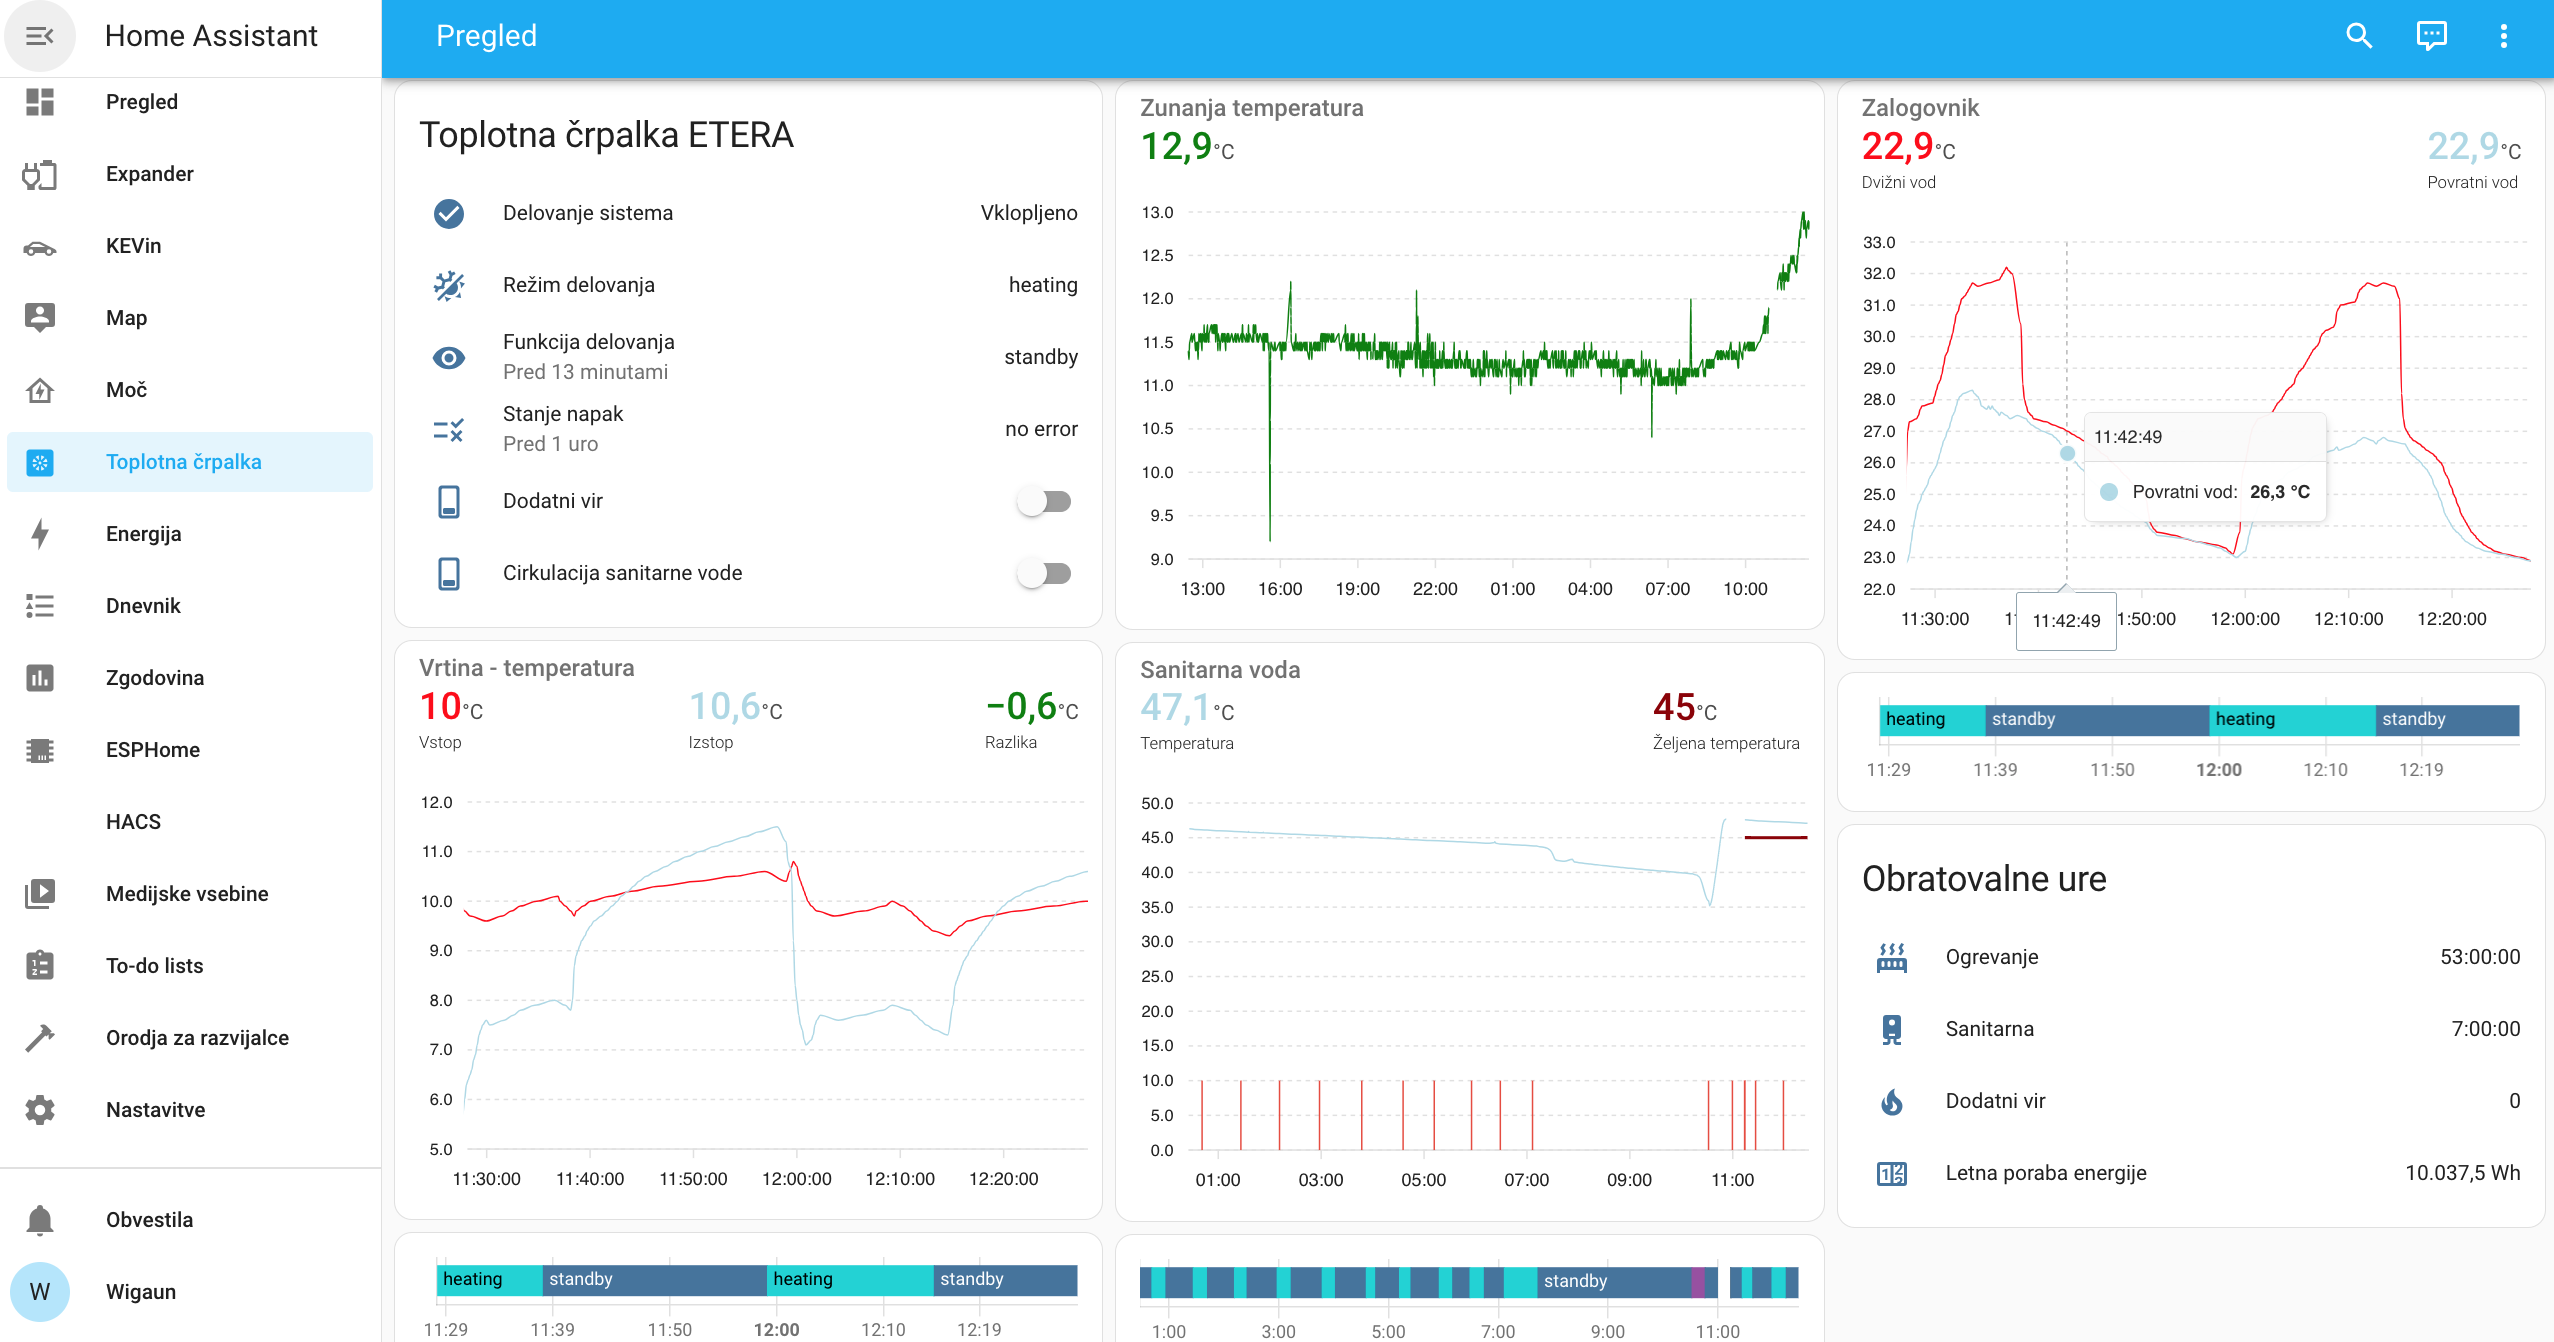 Home Assistant
Pregled
Expander
KEVin
Map
Moč
Toplotna črpalka
Energija
Dnevnik
Zgodovina
ESPHome
HACS
Medijske vsebine
To-do lists
Orodja za razvijalce
Nastavitve
Obvestila
W Wigaun
Pregled
Toplotna črpalka ETERA
Delovanje sistema Vklopljeno
Režim delovanja heating
Funkcija delovanja standby
Pred 13 minutami
Stanje napak no error
Pred 1 uro
Dodatni vir
Cirkulacija sanitarne vode
Zunanja temperatura
12,9 °C
13.0
12.5
12.0
11.5
11.0
10.5
10.0
9.5
9.0
13:00 16:00 19:00 22:00 01:00 04:00 07:00 10:00
Zalogovnik
22,9 °C 22,9 °C
Dvižni vod Povratni vod
33.0
32.0
31.0
30.0
29.0
28.0
27.0
26.0
25.0
24.0
23.0
22.0
11:42:49
Povratni vod: 26,3 °C
11:30:00 11:42:49 1:50:00 12:00:00 12:10:00 12:20:00
Vrtina - temperatura
10 °C 10,6 °C −0,6 °C
Vstop Izstop Razlika
12.0
11.0
10.0
9.0
8.0
7.0
6.0
5.0
11:30:00 11:40:00 11:50:00 12:00:00 12:10:00 12:20:00
Sanitarna voda
47,1 °C 45 °C
Temperatura Željena temperatura
50.0
45.0
40.0
35.0
30.0
25.0
20.0
15.0
10.0
5.0
0.0
01:00 03:00 05:00 07:00 09:00 11:00
heating standby heating standby
11:29 11:39 11:50 12:00 12:10 12:19
Obratovalne ure
Ogrevanje 53:00:00
Sanitarna 7:00:00
Dodatni vir 0
Letna poraba energije 10.037,5 Wh
heating standby heating standby
11:29 11:39 11:50 12:00 12:10 12:19
standby
1:00 3:00 5:00 7:00 9:00 11:00